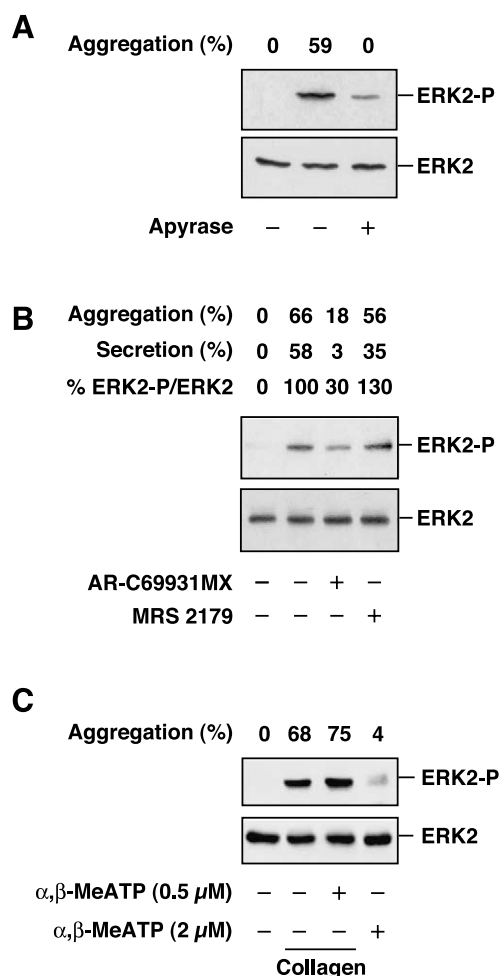 A
Aggregation (%) 0 59 0
ERK2-P
ERK2
Apyrase – – +
B
Aggregation (%) 0 66 18 56
Secretion (%) 0 58 3 35
% ERK2-P/ERK2 0 100 30 130
ERK2-P
ERK2
AR-C69931MX – – + –
MRS 2179 – – – +
C
Aggregation (%) 0 68 75 4
ERK2-P
ERK2
α,β-MeATP (0.5 µM) – – + –
α,β-MeATP (2 µM) – – – +
Collagen